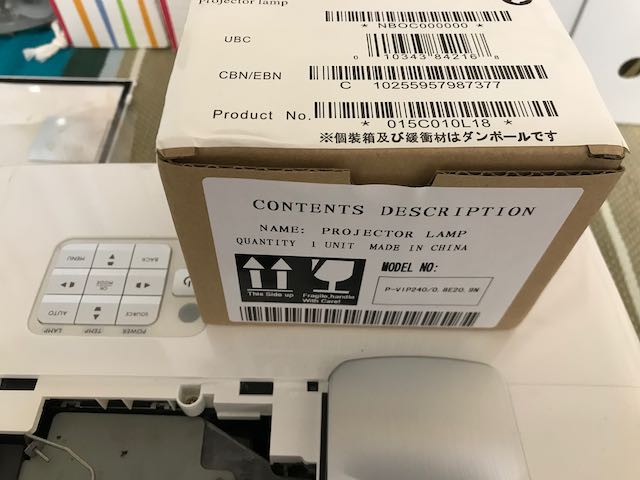 Projector lamp
* NBOC000000 *
UBC
0 10343 84216 8
CBN/EBN
C 10255957987377
Product No.
* 015C010L18 *
※個装箱及び緩衝材はダンボールです
CONTENTS DESCRIPTION
NAME: PROJECTOR LAMP
QUANTITY 1 UNIT MADE IN CHINA
MODEL NO:
This Side up
Fragile,handle
With Care!
P-VIP240/0.8E20.9N
BACK
MENU
ON
MODE
SOURCE
AUTO
POWER
TEMP
LAMP